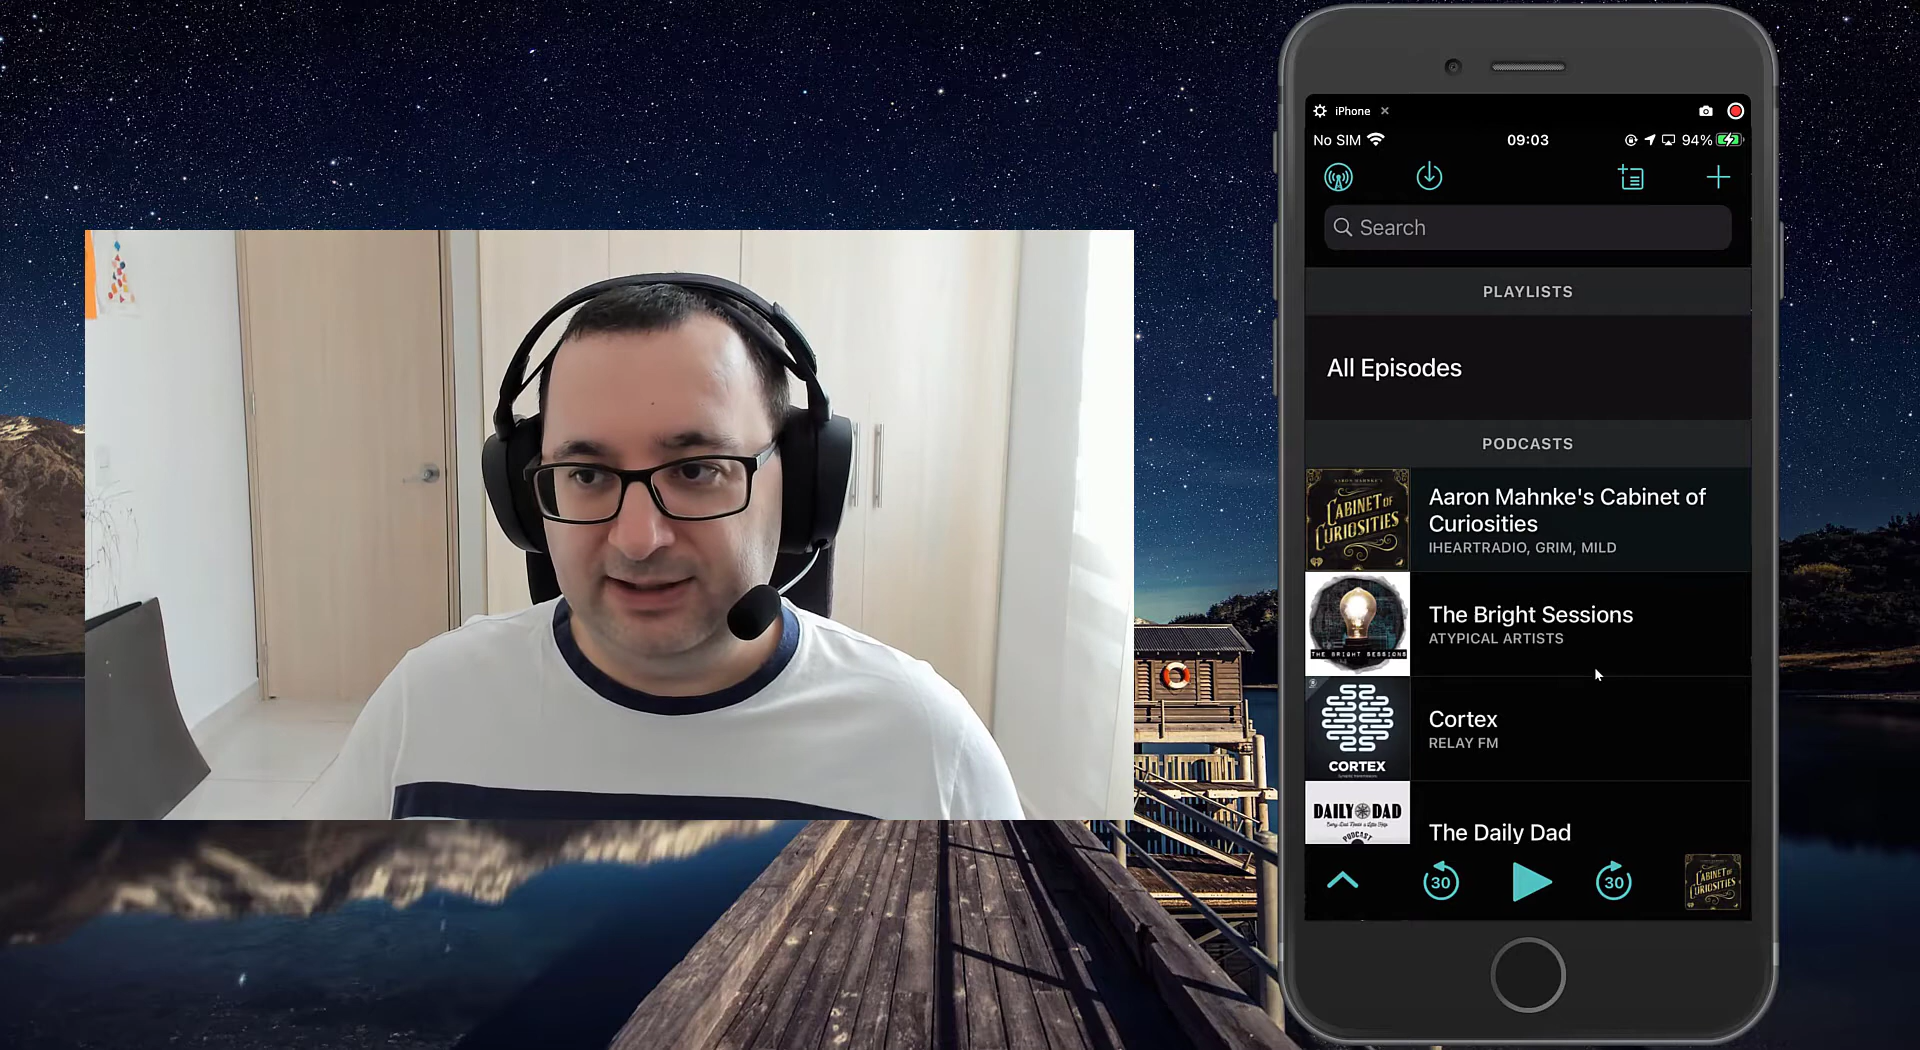 iPhone
No SIM
09:03
94%
Search
PLAYLISTS
All Episodes
PODCASTS
CABINET OF
CURIOSITIES
Aaron Mahnke's Cabinet of
Curiosities
IHEARTRADIO, GRIM, MILD
THE BRIGHT SESSIONS
The Bright Sessions
ATYPICAL ARTISTS
CORTEX
Cortex
RELAY FM
DAILY DAD
PODCAST
The Daily Dad
30
30
CABINET OF
CURIOSITIES